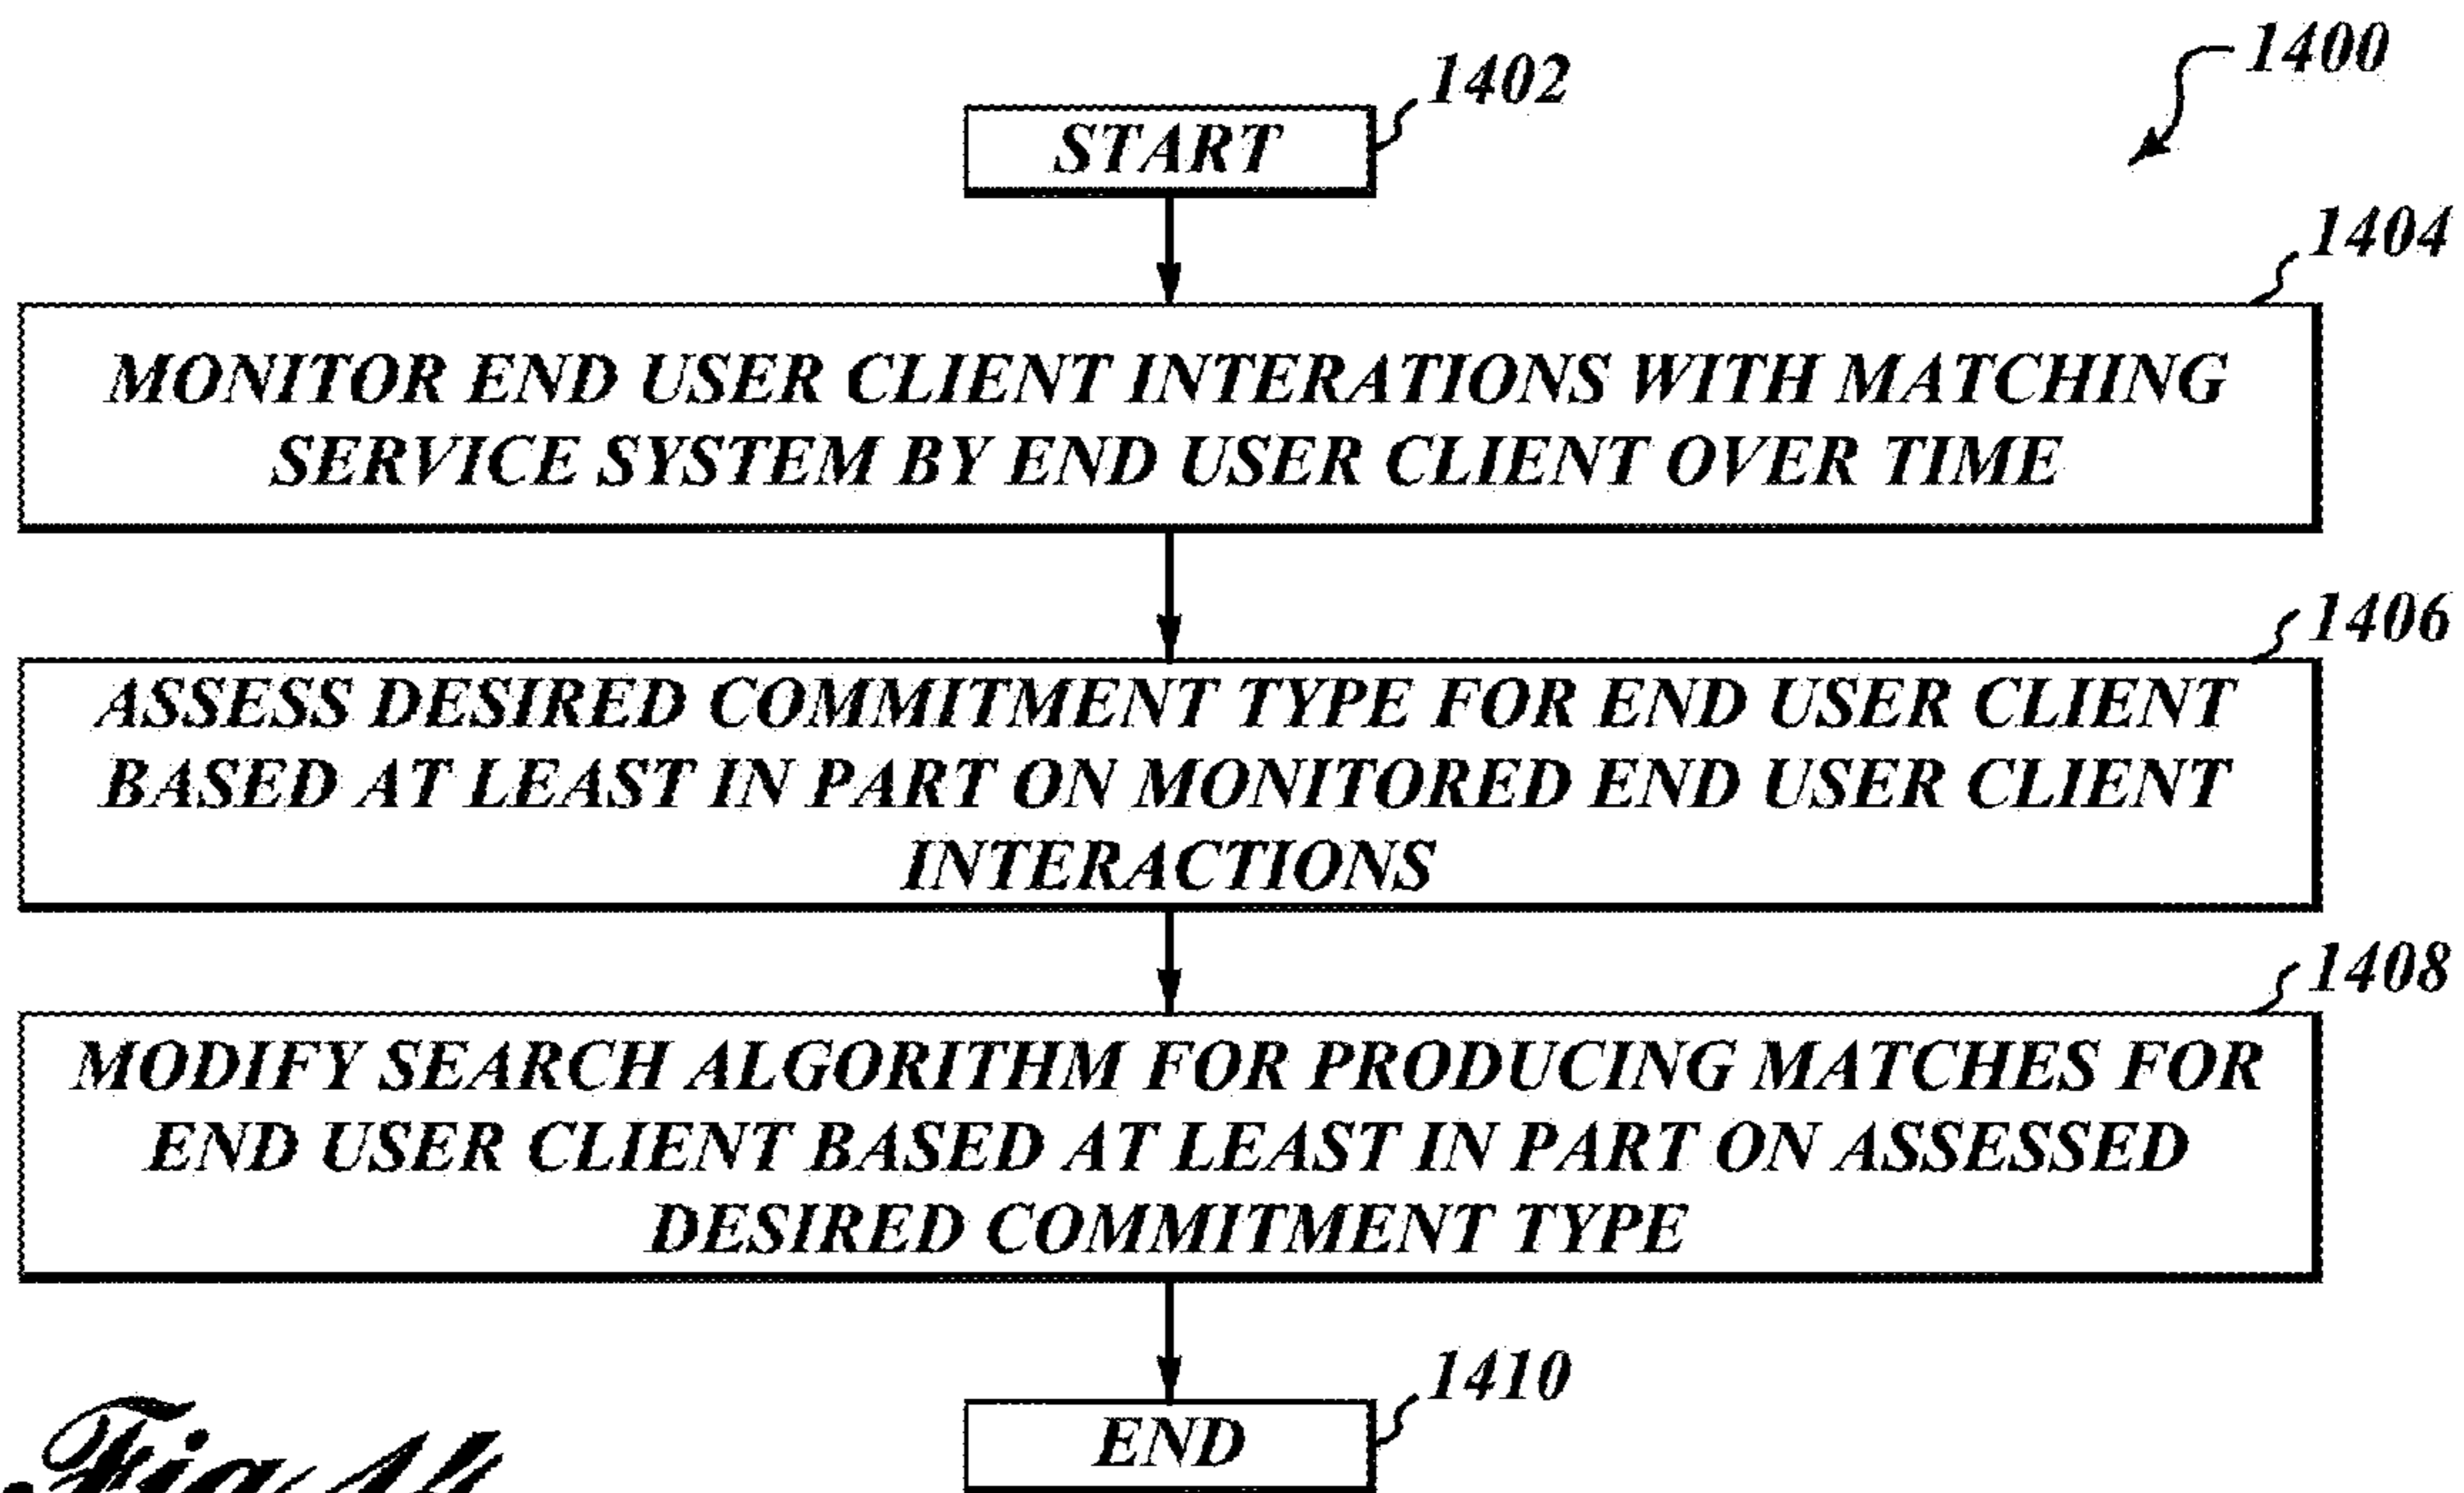 1400
1402
START
1404
MONITOR END USER CLIENT INTERATIONS WITH MATCHING
SERVICE SYSTEM BY END USER CLIENT OVER TIME
1406
ASSESS DESIRED COMMITMENT TYPE FOR END USER CLIENT
BASED AT LEAST IN PART ON MONITORED END USER CLIENT
INTERACTIONS
1408
MODIFY SEARCH ALGORITHM FOR PRODUCING MATCHES FOR
END USER CLIENT BASED AT LEAST IN PART ON ASSESSED
DESIRED COMMITMENT TYPE
1410
END
Fig. 14